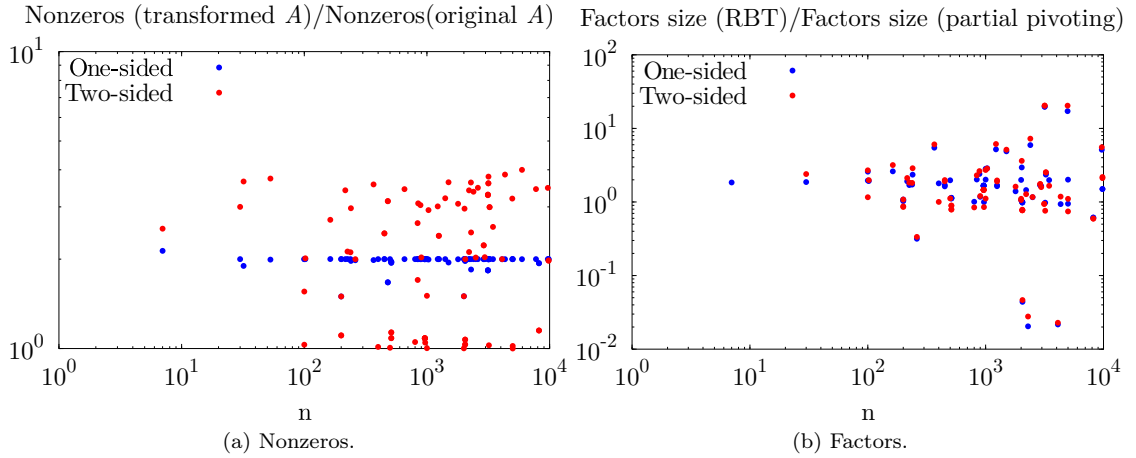 Nonzeros (transformed A)/Nonzeros(original A)
10^1
One-sided
Two-sided
10^0
10^0 10^1 10^2 10^3 10^4
n
(a) Nonzeros.
Factors size (RBT)/Factors size (partial pivoting)
10^2
One-sided
Two-sided
10^1
10^0
10^-1
10^-2
10^0 10^1 10^2 10^3 10^4
n
(b) Factors.